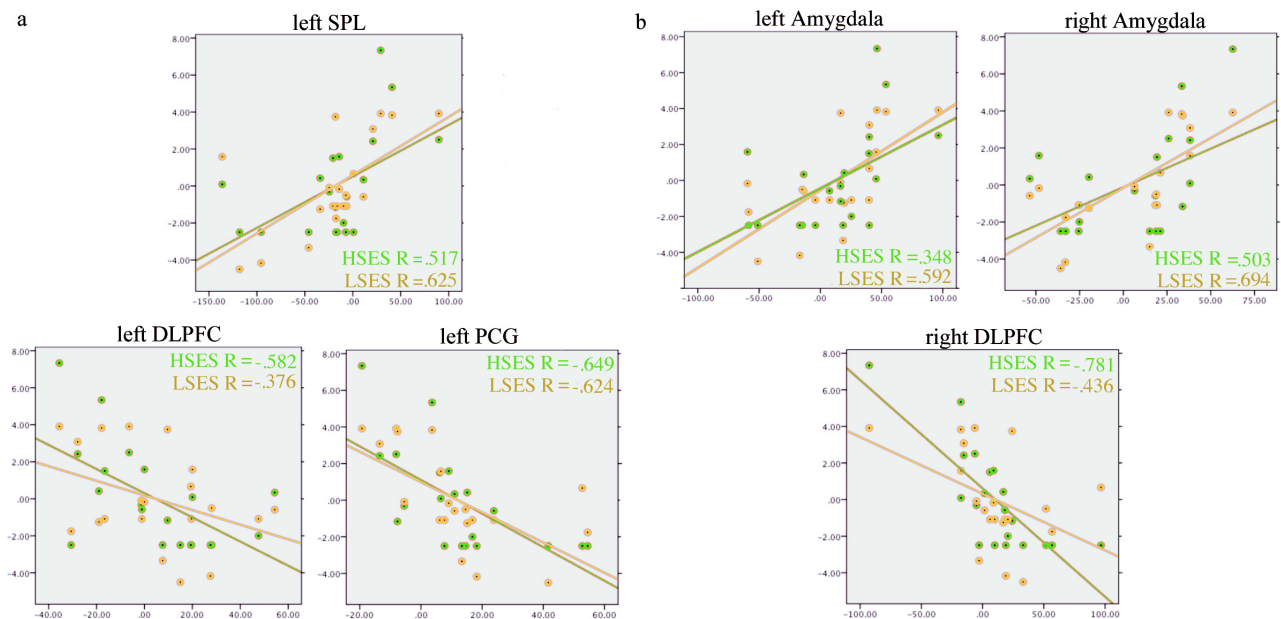 a
left SPL
8.00
6.00
4.00
2.00
.00
-2.00
-4.00
HSES R =.517
LSES R =.625
-150.00 -100.00 -50.00 .00 50.00 100.00
b
left Amygdala
8.00
6.00
4.00
2.00
.00
-2.00
-4.00
HSES R =.348
LSES R =.592
-100.00 -50.00 .00 50.00 100.00
right Amygdala
8.00
6.00
4.00
2.00
.00
-2.00
-4.00
HSES R =.503
LSES R =.694
-50.00 -25.00 .00 25.00 50.00 75.00
left DLPFC
8.00
6.00
4.00
2.00
.00
-2.00
-4.00
HSES R =-.582
LSES R =-.376
-40.00 -20.00 .00 20.00 40.00 60.00
left PCG
8.00
6.00
4.00
2.00
.00
-2.00
-4.00
HSES R =-.649
LSES R =-.624
-20.00 .00 20.00 40.00 60.00
right DLPFC
8.00
6.00
4.00
2.00
.00
-2.00
-4.00
HSES R =-.781
LSES R =-.436
-100.00 -50.00 .00 50.00 100.00